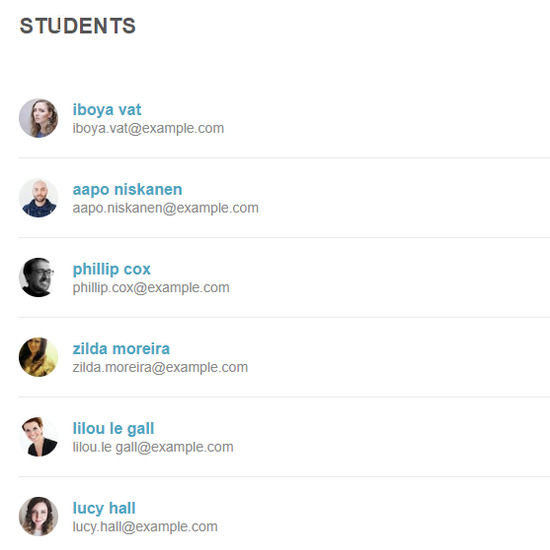 STUDENTS
iboya vat
iboya.vat@example.com
aapo niskanen
aapo.niskanen@example.com
phillip cox
phillip.cox@example.com
zilda moreira
zilda.moreira@example.com
lilou le gall
lilou.le gall@example.com
lucy hall
lucy.hall@example.com